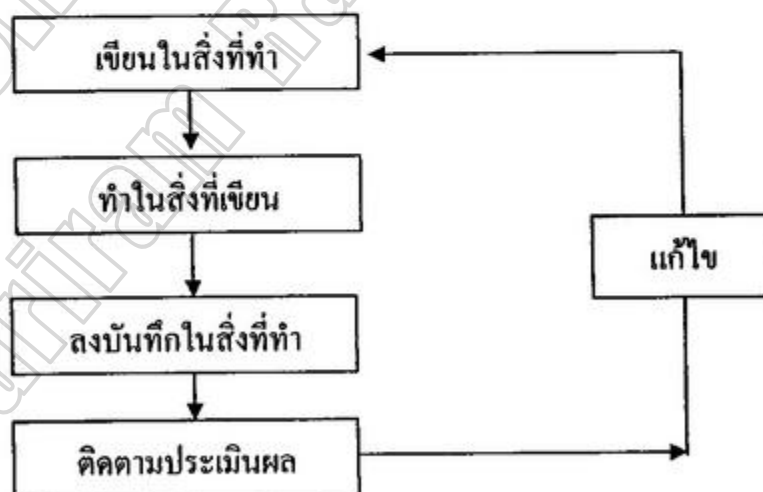 เขียนในสิ่งที่ทำ
ทำในสิ่งที่เขียน
แก้ไข
ลงบันทึกในสิ่งที่ทำ
ติดตามประเมินผล